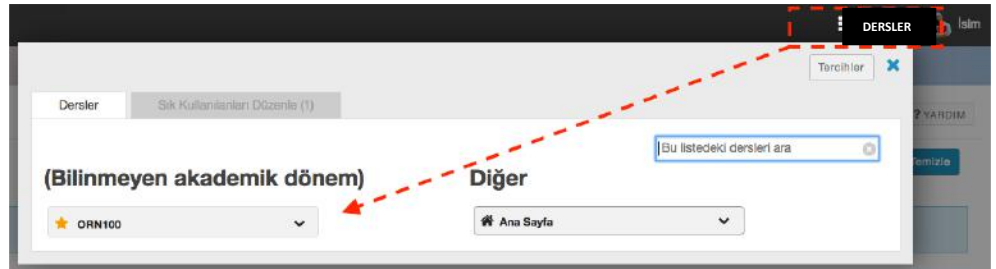 DERSLER
İsim
Tercihler
Dersler
Sık Kullanılanları Düzenle (1)
? YARDIM
Bu listedeki dersleri ara
Temizle
(Bilinmeyen akademik dönem)
Diğer
ORN100
Ana Sayfa